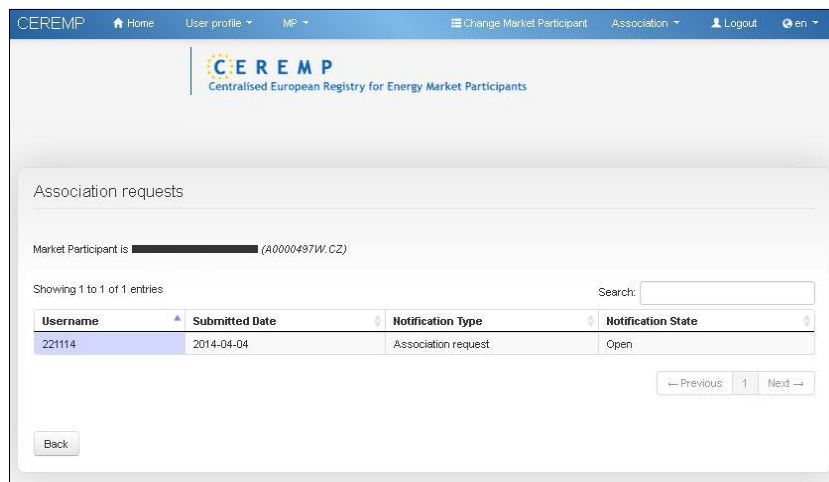 CEREMP Home User profile MP Change Market Participant Association Logout en
C E R E M P
Centralised European Registry for Energy Market Participants
Association requests
Market Participant is (A0000497W.CZ)
Showing 1 to 1 of 1 entries Search:
Username Submitted Date Notification Type Notification State
221114 2014-04-04 Association request Open
← Previous 1 Next →
Back